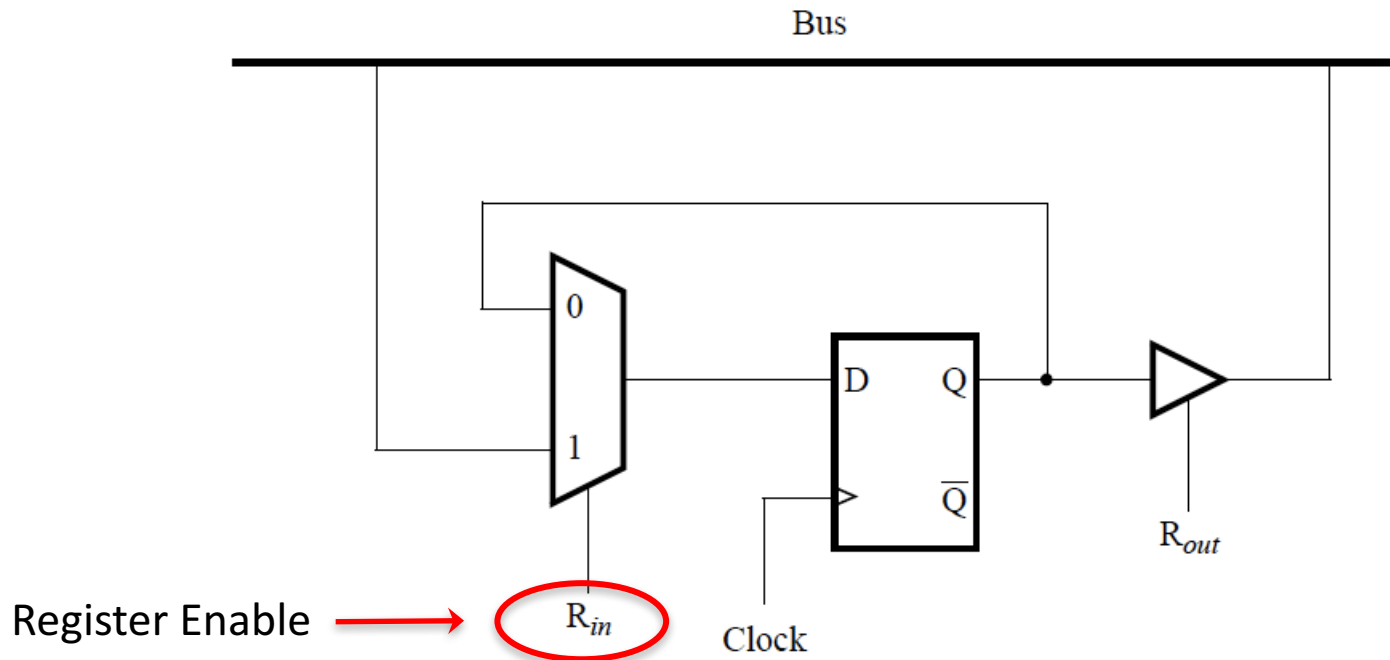 Bus
0
D Q
1
Q̅
R_out
R_in
Register Enable
Clock